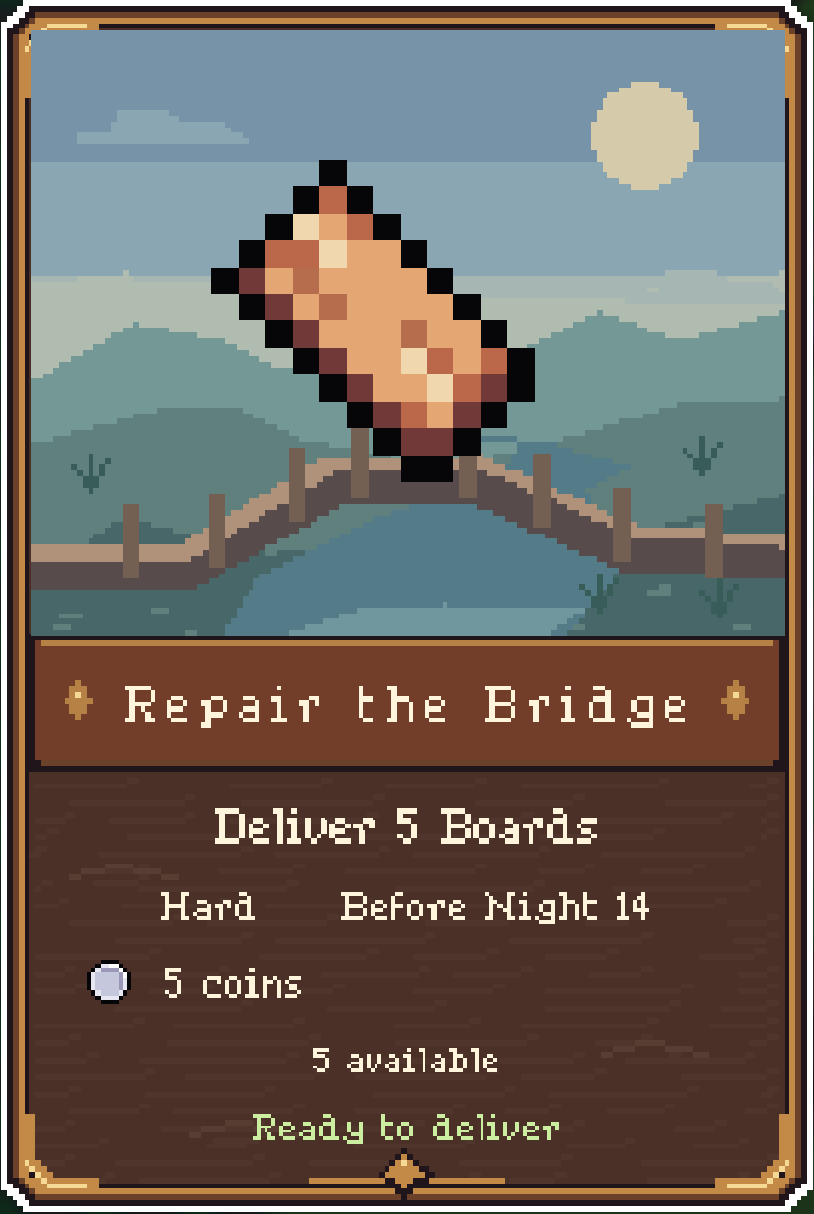 Repair the Bridge
Deliver 5 Boards
Hard Before Night 14
5 coins
5 available
Ready to deliver